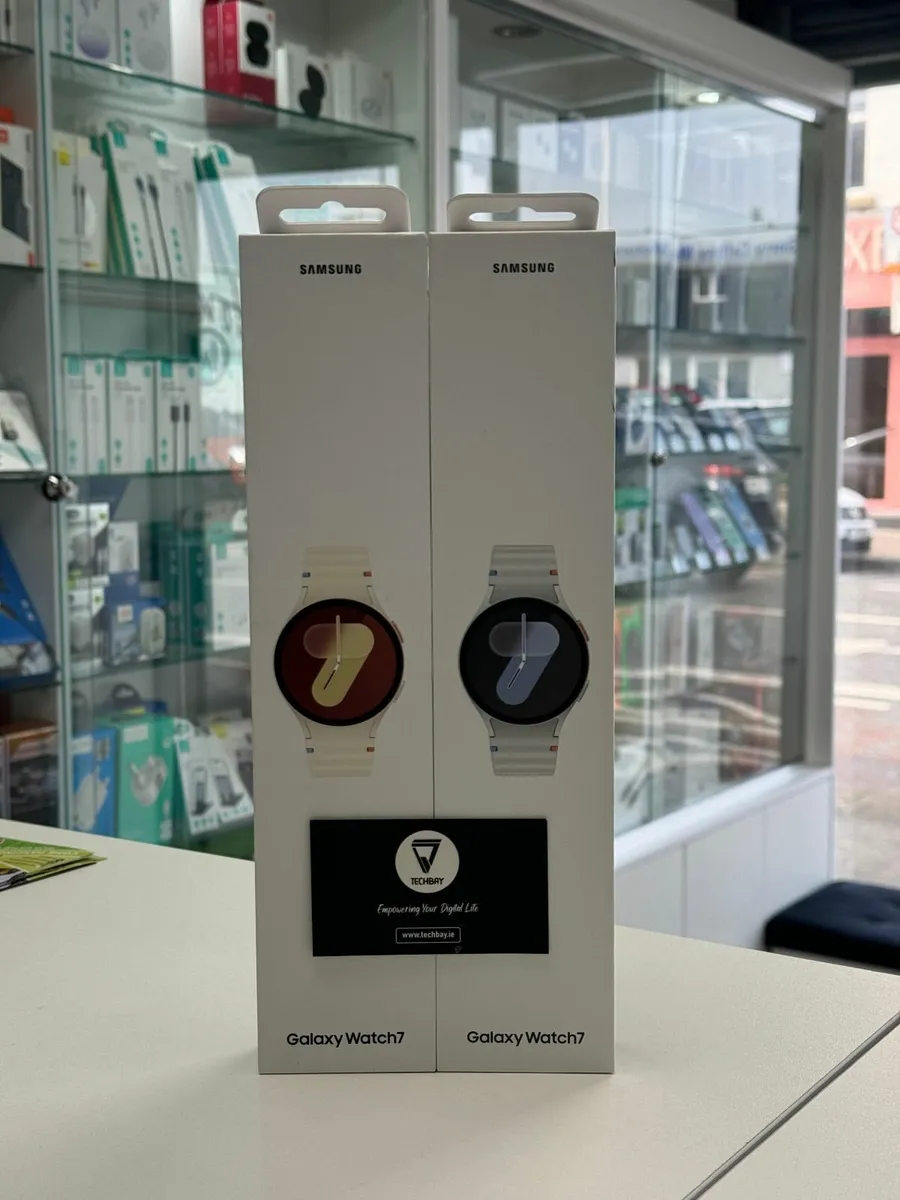 SAMSUNG
SAMSUNG
TECHBAY
Empowering Your Digital Life
www.techbay.ie
Galaxy Watch7
Galaxy Watch7